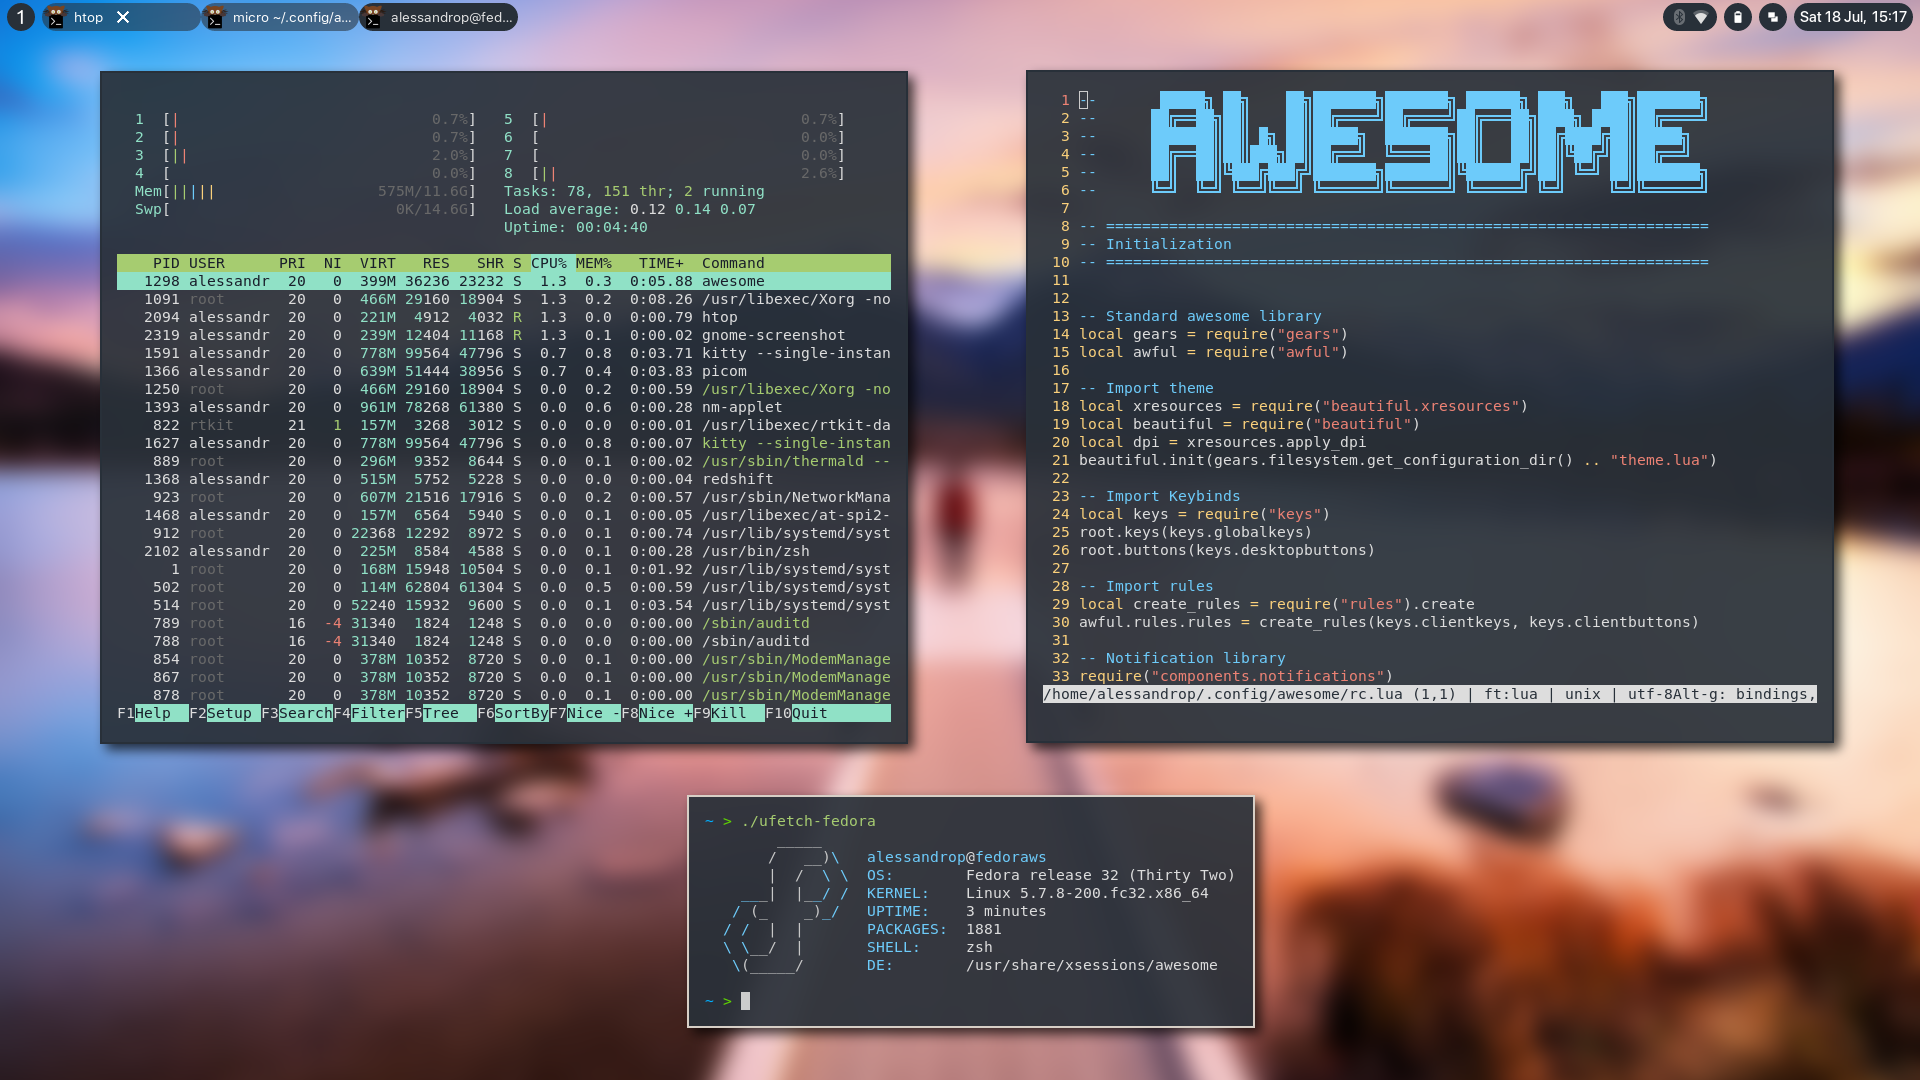 1 htop micro ~/.config/a... alessandrop@fed... Sat 18 Jul, 15:17
1 [| 0.7%] 5 [| 0.7%]
2 [| 0.7%] 6 [ 0.0%]
3 [|| 2.0%] 7 [ 0.0%]
4 [ 0.0%] 8 [|| 2.6%]
Mem[||||| 575M/11.6G] Tasks: 78, 151 thr; 2 running
Swp[ 0K/14.6G] Load average: 0.12 0.14 0.07
Uptime: 00:04:40
PID USER PRI NI VIRT RES SHR S CPU% MEM% TIME+ Command
1298 alessandr 20 0 399M 36236 23232 S 1.3 0.3 0:05.88 awesome
1091 root 20 0 466M 29160 18904 S 1.3 0.2 0:08.26 /usr/libexec/Xorg -no
2094 alessandr 20 0 221M 4912 4032 R 1.3 0.0 0:00.79 htop
2319 alessandr 20 0 239M 12404 11168 R 1.3 0.1 0:00.02 gnome-screenshot
1591 alessandr 20 0 778M 99564 47796 S 0.7 0.8 0:03.71 kitty --single-instan
1366 alessandr 20 0 639M 51444 38956 S 0.7 0.4 0:03.83 picom
1250 root 20 0 466M 29160 18904 S 0.0 0.2 0:00.59 /usr/libexec/Xorg -no
1393 alessandr 20 0 961M 78268 61380 S 0.0 0.6 0:00.28 nm-applet
822 rtkit 21 1 157M 3268 3012 S 0.0 0.0 0:00.01 /usr/libexec/rtkit-da
1627 alessandr 20 0 778M 99564 47796 S 0.0 0.8 0:00.07 kitty --single-instan
889 root 20 0 296M 9352 8644 S 0.0 0.1 0:00.02 /usr/sbin/thermald --
1368 alessandr 20 0 515M 5752 5228 S 0.0 0.0 0:00.04 redshift
923 root 20 0 607M 21516 17916 S 0.0 0.2 0:00.57 /usr/sbin/NetworkMana
1468 alessandr 20 0 157M 6564 5940 S 0.0 0.1 0:00.05 /usr/libexec/at-spi2-
912 root 20 0 22368 12292 8972 S 0.0 0.1 0:00.74 /usr/lib/systemd/syst
2102 alessandr 20 0 225M 8584 4588 S 0.0 0.1 0:00.28 /usr/bin/zsh
1 root 20 0 168M 15948 10504 S 0.0 0.1 0:01.92 /usr/lib/systemd/syst
502 root 20 0 114M 62804 61304 S 0.0 0.5 0:00.59 /usr/lib/systemd/syst
514 root 20 0 52240 15932 9600 S 0.0 0.1 0:03.54 /usr/lib/systemd/syst
789 root 16 -4 31340 1824 1248 S 0.0 0.0 0:00.00 /sbin/auditd
788 root 16 -4 31340 1824 1248 S 0.0 0.0 0:00.00 /sbin/auditd
854 root 20 0 378M 10352 8720 S 0.0 0.1 0:00.00 /usr/sbin/ModemManage
867 root 20 0 378M 10352 8720 S 0.0 0.1 0:00.00 /usr/sbin/ModemManage
878 root 20 0 378M 10352 8720 S 0.0 0.1 0:00.00 /usr/sbin/ModemManage
F1Help F2Setup F3SearchF4FilterF5Tree F6SortByF7Nice -F8Nice +F9Kill F10Quit
AWESOME
1 --
2 --
3 --
4 --
5 --
6 --
7
8 -- ===================================================================
9 -- Initialization
10 -- ===================================================================
11
12
13 -- Standard awesome library
14 local gears = require("gears")
15 local awful = require("awful")
16
17 -- Import theme
18 local xresources = require("beautiful.xresources")
19 local beautiful = require("beautiful")
20 local dpi = xresources.apply_dpi
21 beautiful.init(gears.filesystem.get_configuration_dir() .. "theme.lua")
22
23 -- Import Keybinds
24 local keys = require("keys")
25 root.keys(keys.globalkeys)
26 root.buttons(keys.desktopbuttons)
27
28 -- Import rules
29 local create_rules = require("rules").create
30 awful.rules.rules = create_rules(keys.clientkeys, keys.clientbuttons)
31
32 -- Notification library
33 require("components.notifications")
/home/alessandrop/.config/awesome/rc.lua (1,1) | ft:lua | unix | utf-8Alt-g: bindings,
~ > ./ufetch-fedora
alessandrop@fedoraws
OS: Fedora release 32 (Thirty Two)
KERNEL: Linux 5.7.8-200.fc32.x86_64
UPTIME: 3 minutes
PACKAGES: 1881
SHELL: zsh
DE: /usr/share/xsessions/awesome
~ >